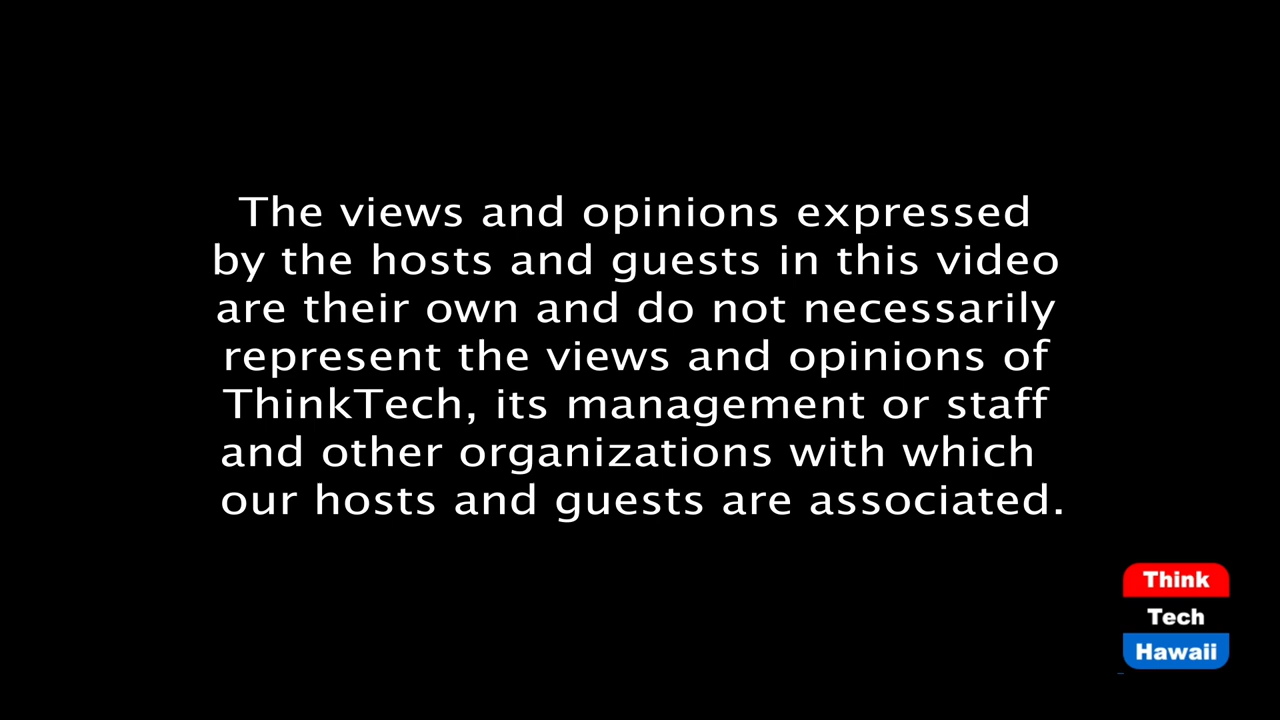 The views and opinions expressed
by the hosts and guests in this video
are their own and do not necessarily
represent the views and opinions of
ThinkTech, its management or staff
and other organizations with which
our hosts and guests are associated.
Think
Tech
Hawaii